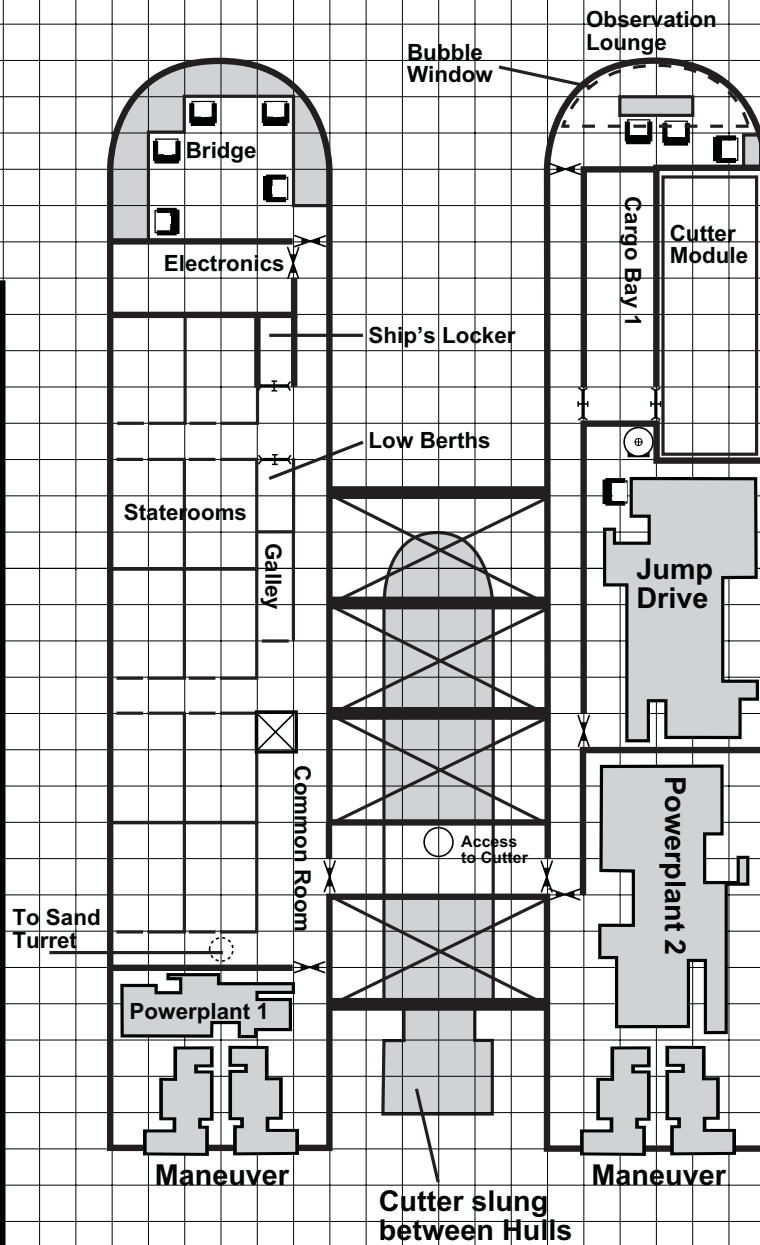 Observation
Lounge
Bubble
Window
Bridge
Electronics
Cargo Bay 1
Cutter
Module
Ship's Locker
Low Berths
Staterooms
Galley
Jump
Drive
Common Room
Access
to Cutter
Powerplant 2
To Sand
Turret
Powerplant 1
Maneuver
Maneuver
Cutter slung
between Hulls